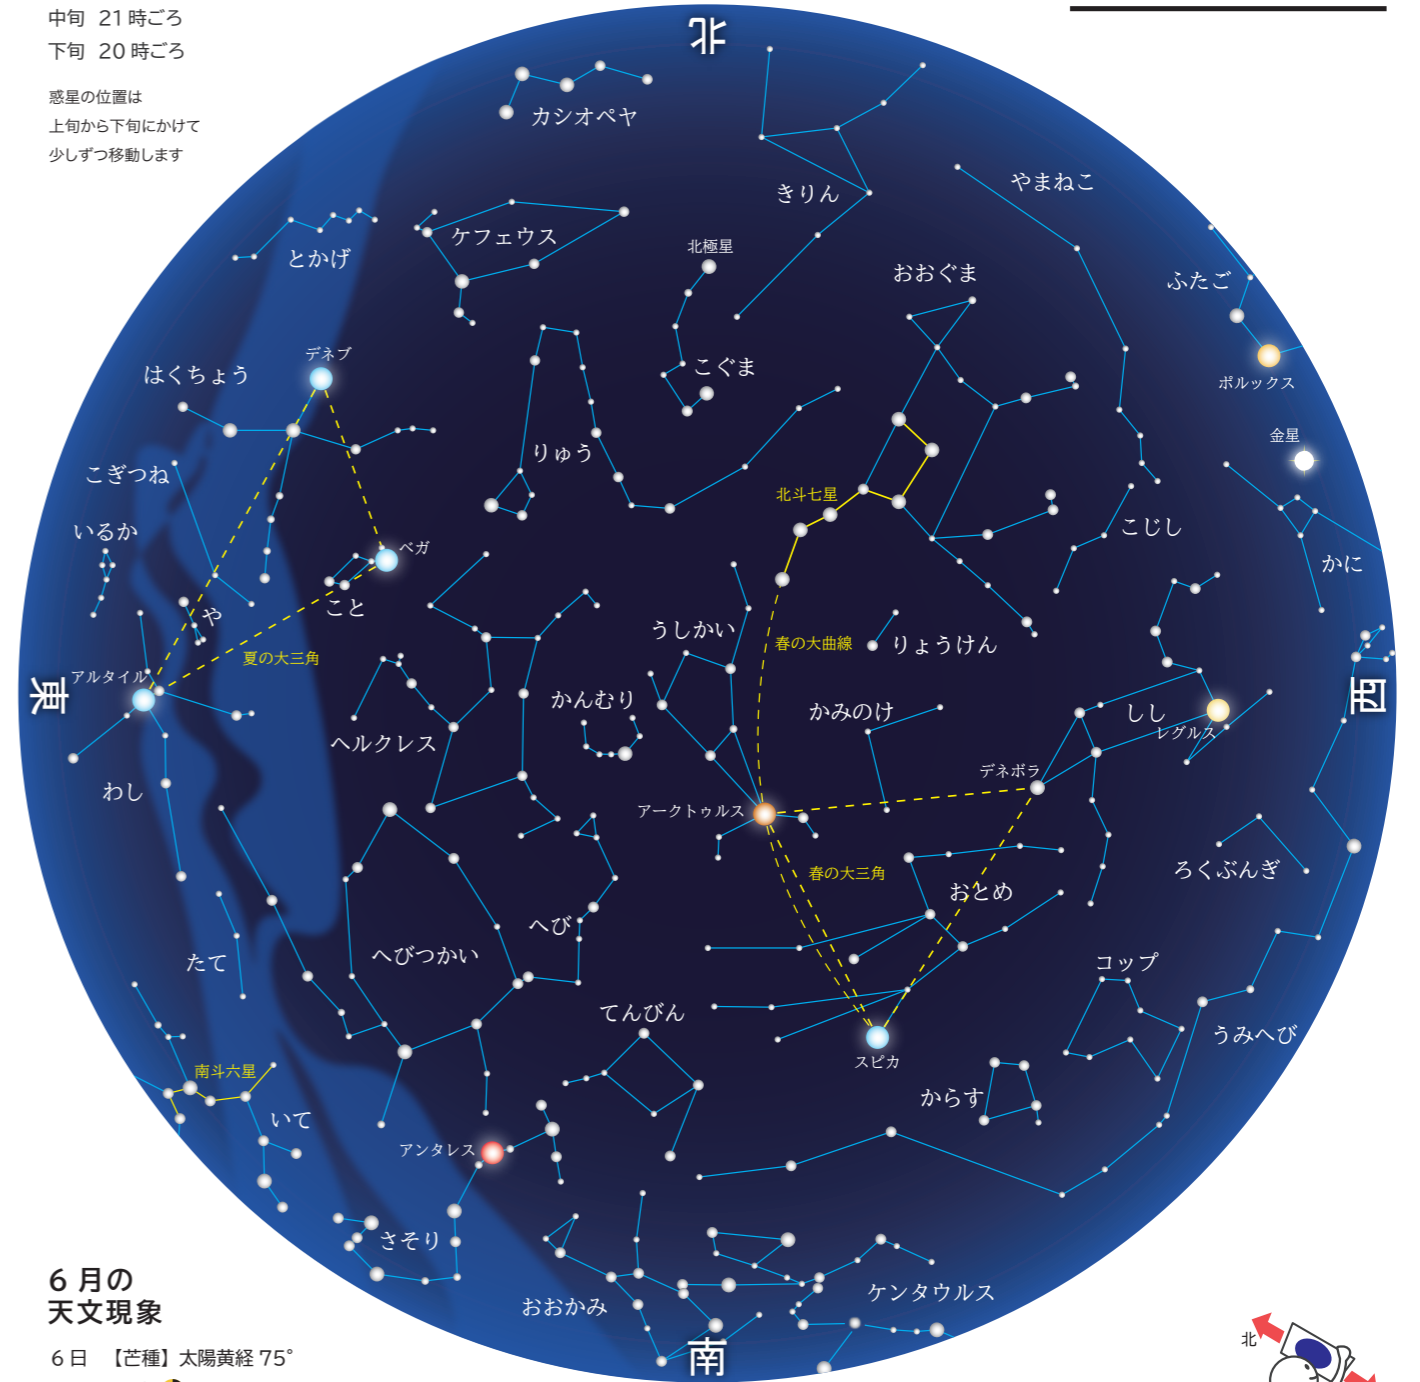 中旬 21時ごろ
下旬 20時ごろ
惑星の位置は
上旬から下旬にかけて
少しずつ移動します
北
カシオペヤ
きりん
やまねこ
とかげ
ケフェウス
北極星
おおぐま
ふたご
デネブ
はくちょう
こぐま
ポルックス
こぎつね
りゅう
北斗七星
金星
いるか
ベガ
こじし
かに
や
こと
うしかい
春の大曲線
りょうけん
夏の大三角
アルタイル
東
かんむり
かみのけ
しし
西
レグルス
ヘルクレス
デネボラ
わし
アークトゥルス
春の大三角
ろくぶんぎ
おとめ
へび
たて
へびつかい
コップ
てんびん
うみへび
スピカ
南斗六星
からす
いて
アンタレス
さそり
おおかみ
ケンタウルス
南
6月の
天文現象
6日 【芒種】太陽黄経75°
北